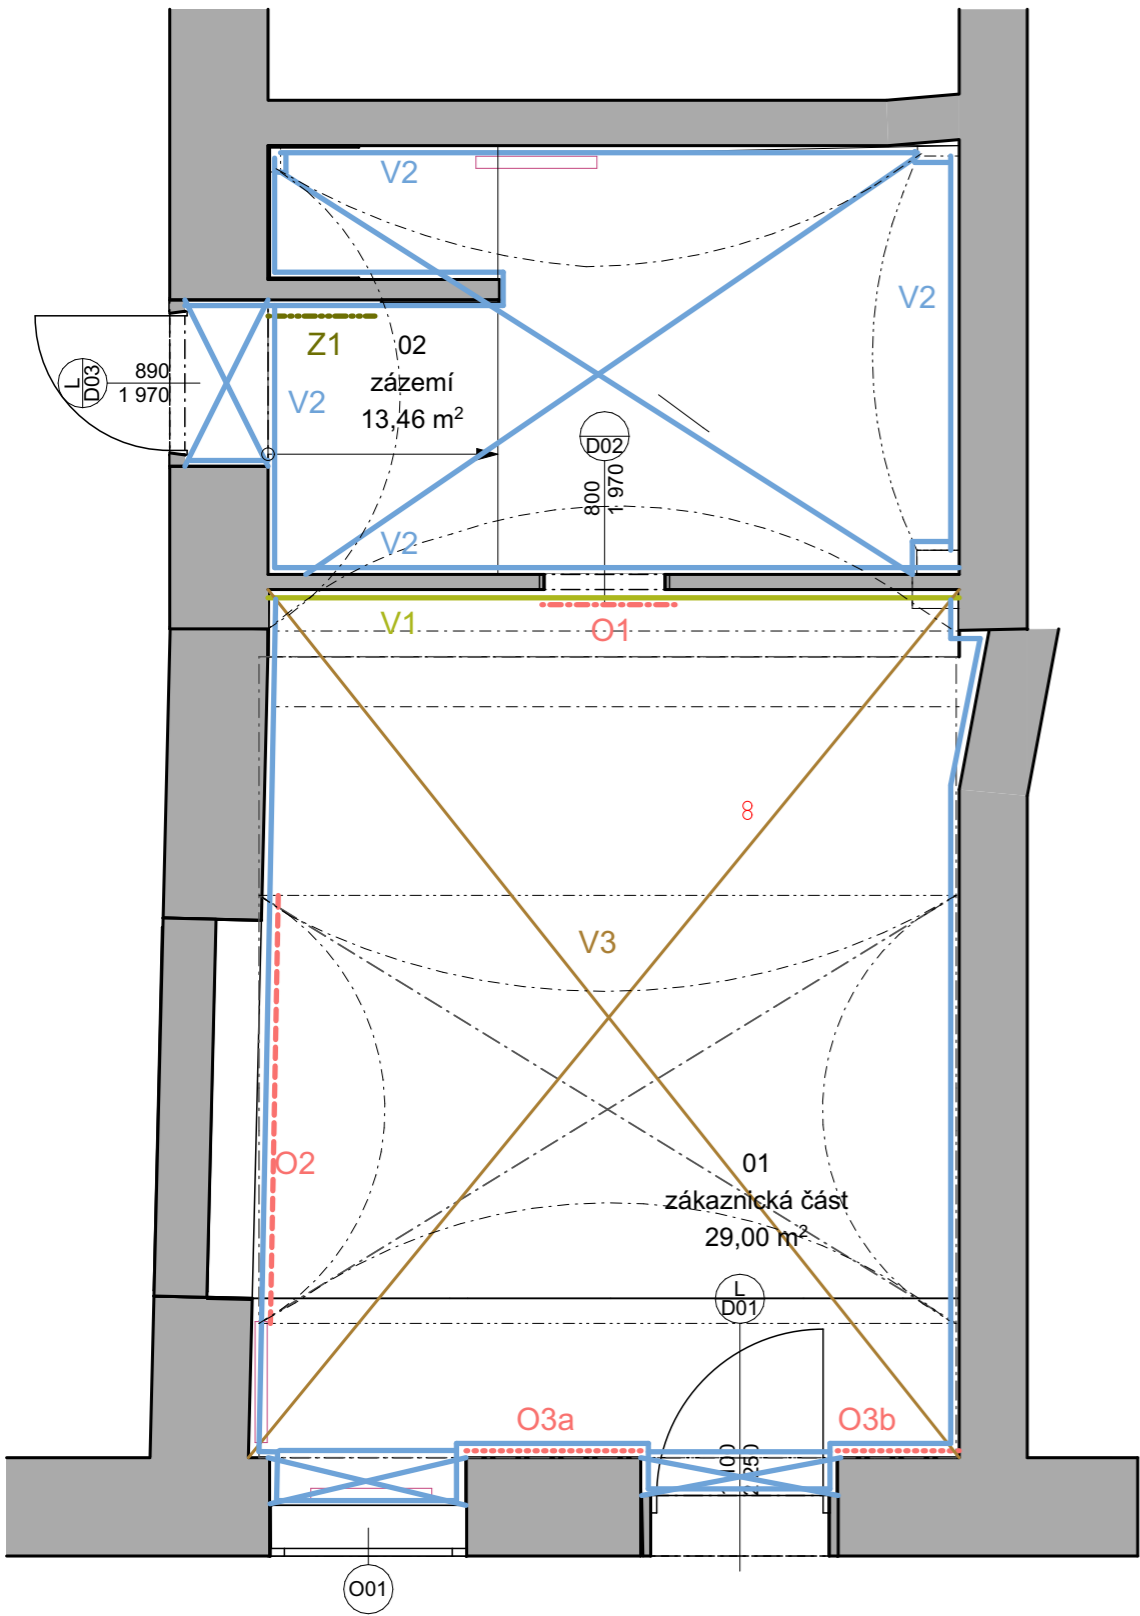 V2
V2
Z1
02
zázemí
13,46 m²
L
D03
890
1 970
V2
D02
800
1 970
V2
V1
O1
8
V3
O2
01
zákaznická část
29,00 m²
L
D01
O3a
O3b
O01